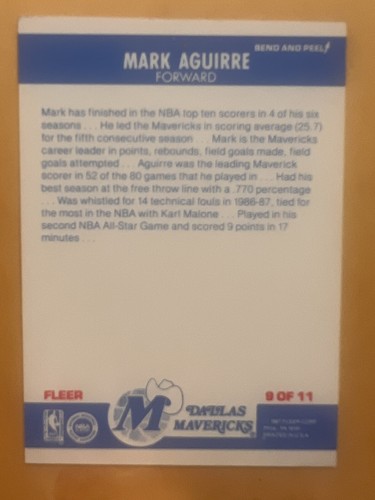 BEND AND PEEL
MARK AGUIRRE
FORWARD
Mark has finished in the NBA top ten scorers in 4 of his six
seasons . . . He led the Mavericks in scoring average (25.7)
for the fifth consecutive season . . . Mark is the Mavericks
career leader in points, rebounds, field goals made, field
goals attempted . . . Aguirre was the leading Maverick
scorer in 52 of the 80 games that he played in . . . Had his
best season at the free throw line with a .770 percentage
. . . Was whistled for 14 technical fouls in 1986-87, tied for
the most in the NBA with Karl Malone . . . Played in his
second NBA All-Star Game and scored 9 points in 17
minutes . . .
FLEER
9 OF 11
M
DALLAS
MAVERICKS
PRINTED IN U.S.A.